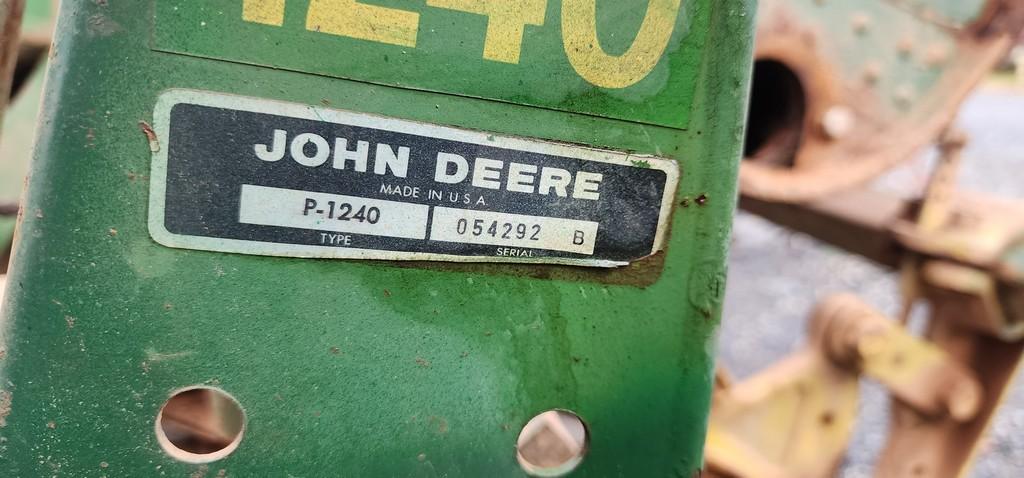 1240
JOHN DEERE
MADE IN U.S.A.
P-1240 054292 B
TYPE SERIAL